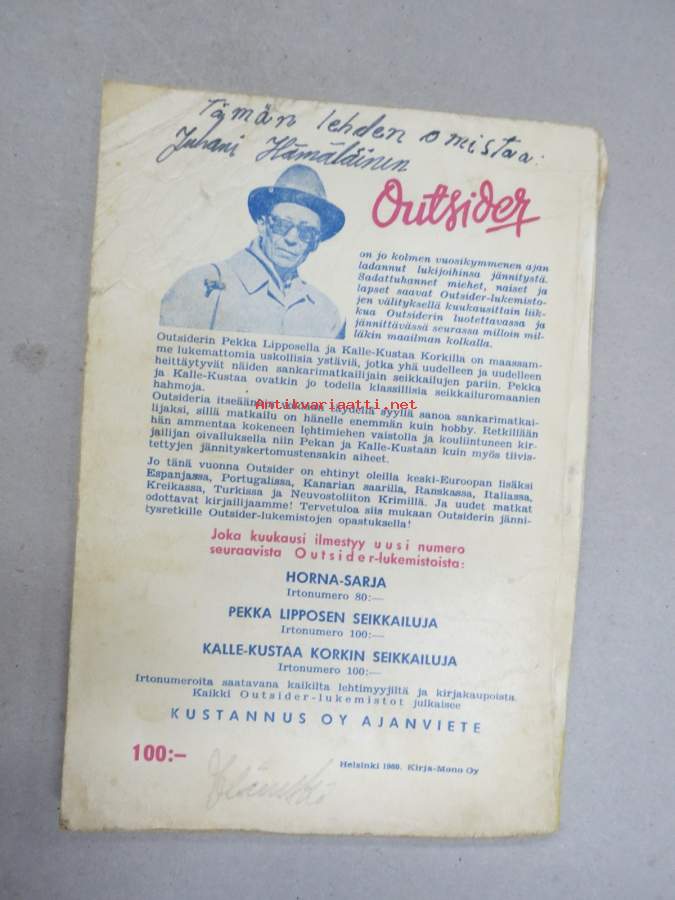 Tämän lehden omistaa:
Juhani Hämäläinen
Outsider
on jo kolmen vuosikymmenen ajan
ladannut lukijoihinsa jännitystä.
Sadattuhannet miehet, naiset ja
lapset saavat Outsider-lukemisto-
jen välityksellä kuukausittain liik-
kua Outsiderin luotettavassa ja
jännittävässä seurassa milloin mil-
läkin maailman kolkalla.
Outsiderin Pekka Lipposella ja Kalle-Kustaa Korkilla on maassam-
me lukemattomia uskollisia ystäviä, jotka yhä uudelleen ja uudelleen
heittäytyvät näiden sankarimatkailijain seikkailujen pariin. Pekka
ja Kalle-Kustaa ovatkin jo todella klassillisia seikkailuromaanien
hahmoja.
Outsideria itseään täydellä syyllä sanoa sankarimatkai-
Antikvariaatti.net
lijaksi, sillä matkailu on hänelle enemmän kuin hobby. Retkillään
hän ammentaa kokeneen lehtimiehen vaistolla ja kouliintuneen kir-
jailijan oivalluksella niin Pekan ja Kalle-Kustaan kuin myös tiivis-
tettyjen jännityskertomustensakin aiheet.
Jo tänä vuonna Outsider on ehtinyt oleilla keski-Euroopan lisäksi
Espanjassa, Portugalissa, Kanarian saarilla, Ranskassa, Italiassa,
Kreikassa, Turkissa ja Neuvostoliiton Krimillä. Ja uudet matkat
odottavat kirjailijaamme! Tervetuloa siis mukaan Outsiderin jänni-
tysretkille Outsider-lukemistojen opastuksella!
Joka kuukausi ilmestyy uusi numero
seuraavista Outsider-lukemistoista:
HORNA-SARJA
Irtonumero 80:—
PEKKA LIPPOSEN SEIKKAILUJA
Irtonumero 100:—
KALLE-KUSTAA KORKIN SEIKKAILUJA
Irtonumero 100:—
Irtonumeroita saatavana kaikilta lehtimyyjiltä ja kirjakaupoista.
Kaikki Outsider-lukemistot julkaisee
KUSTANNUS OY AJANVIETE
100:–
Helsinki 1960. Kirja-Mono Oy